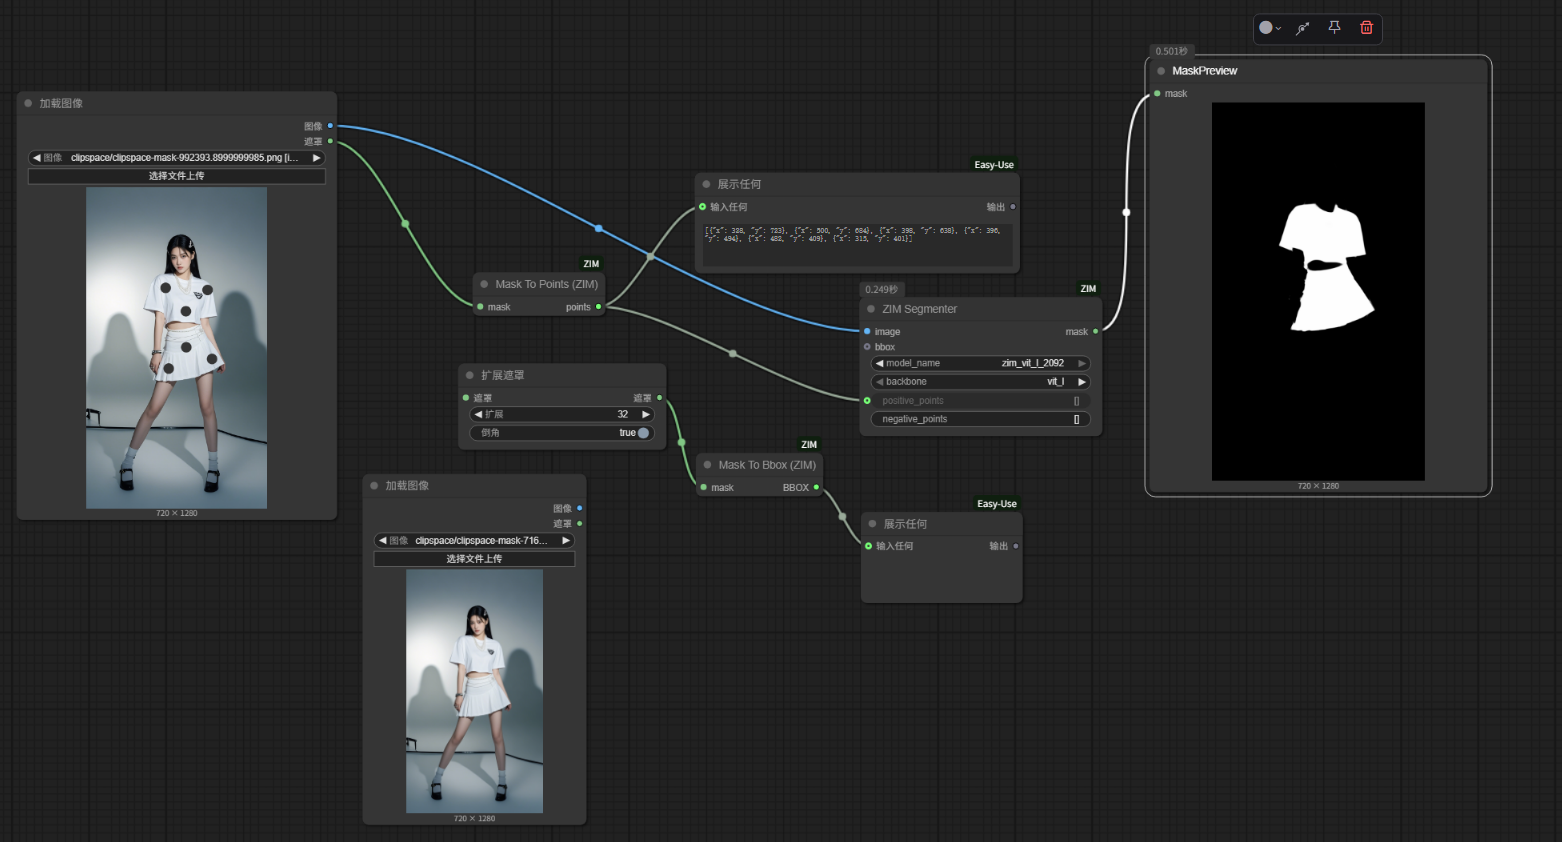 加载图像
图像
遮罩
图像 clipspace/clipspace-mask-992393.8999999985.png [i...
选择文件上传
720 × 1280
ZIM
Mask To Points (ZIM)
mask points
Easy-Use
展示任何
输入任何 输出
[{"x": 328, "y": 723}, {"x": 500, "y": 684}, {"x": 398, "y": 638}, {"x": 396,
"y": 494}, {"x": 482, "y": 409}, {"x": 315, "y": 401}]
扩展遮罩
遮罩 遮罩
扩展 32
倒角 true
加载图像
图像
遮罩
图像 clipspace/clipspace-mask-716...
选择文件上传
720 × 1280
ZIM
Mask To Bbox (ZIM)
mask BBOX
0.249秒
ZIM
ZIM Segmenter
image mask
bbox
model_name zim_vit_l_2092
backbone vit_l
positive_points []
negative_points []
Easy-Use
展示任何
输入任何 输出
0.501秒
MaskPreview
mask
720 × 1280